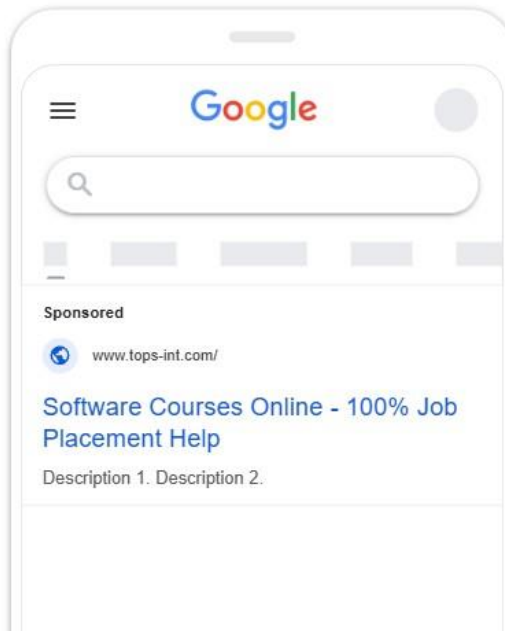 Google
Sponsored
www.tops-int.com/
Software Courses Online - 100% Job
Placement Help
Description 1. Description 2.